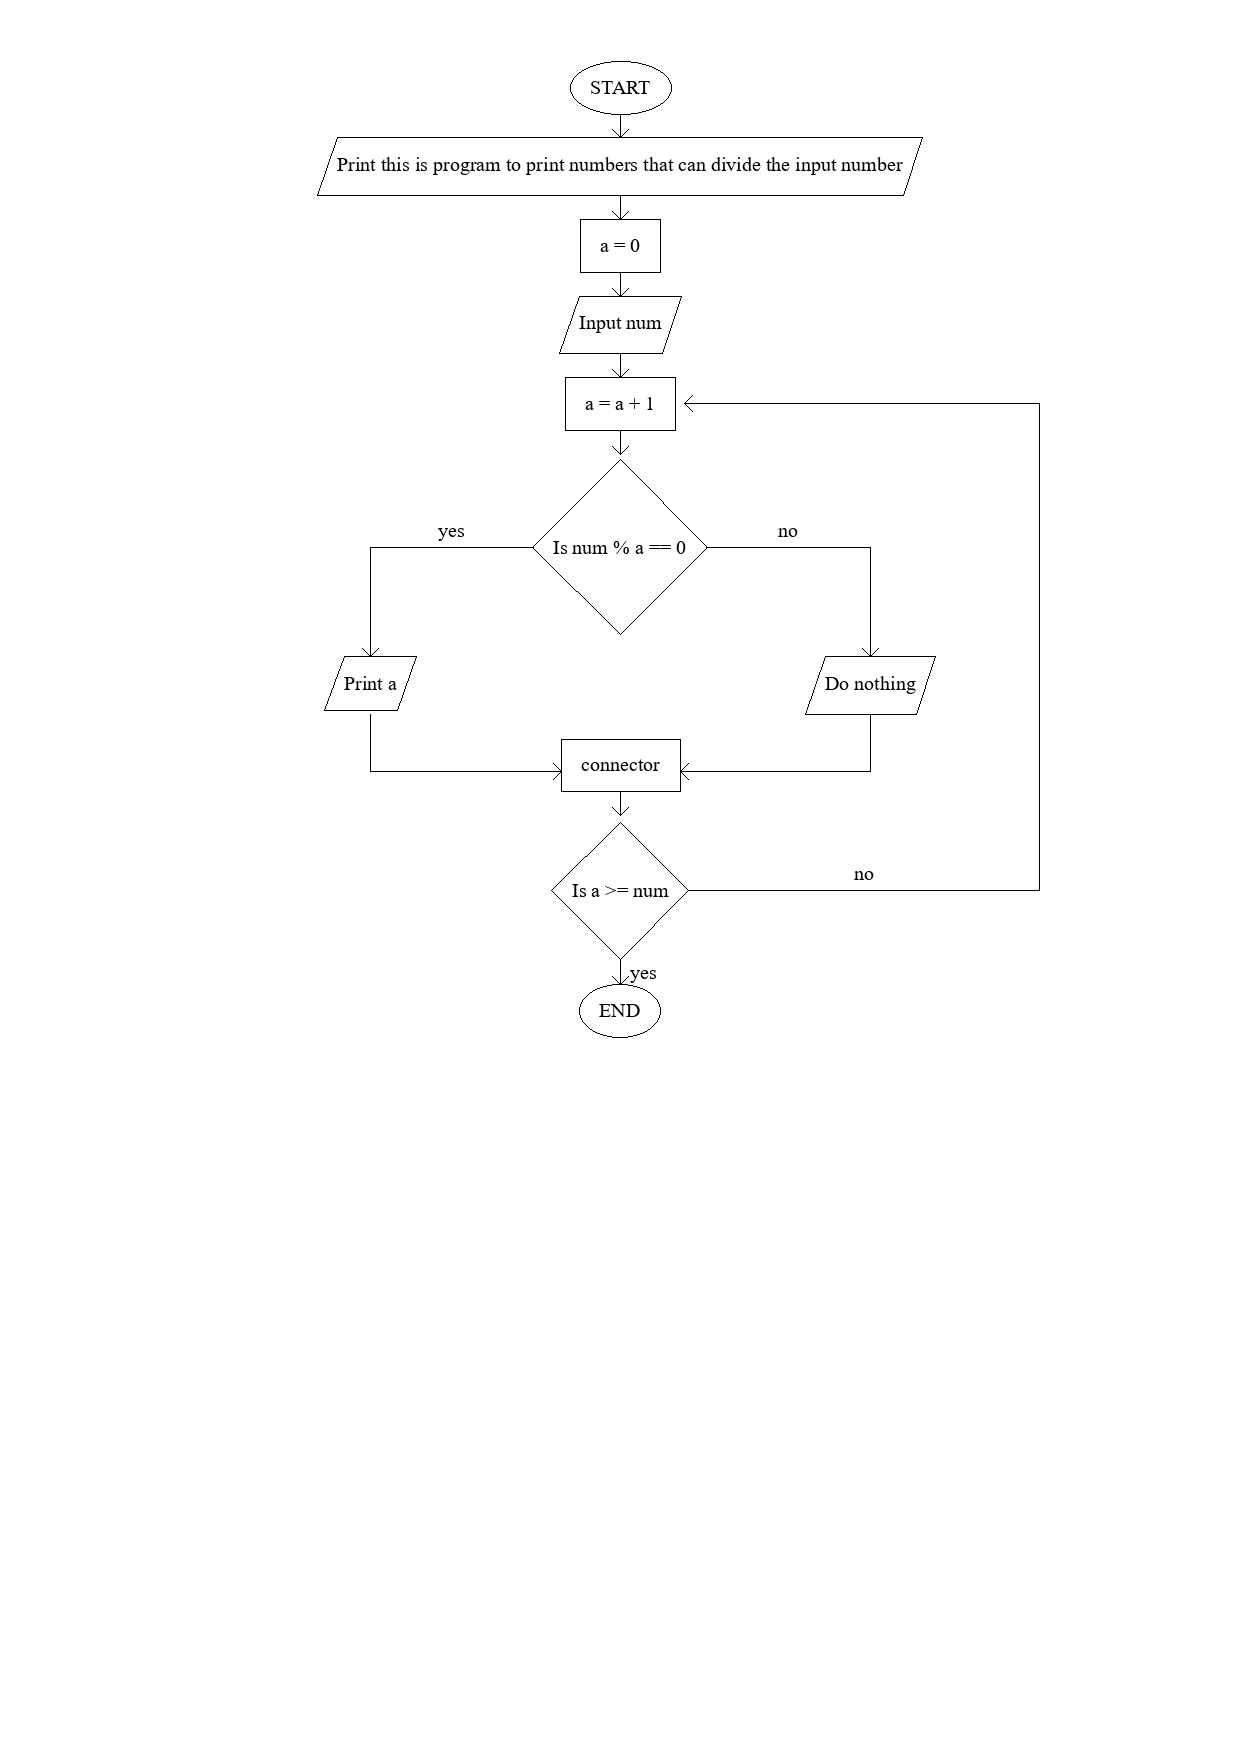 START
Print this is program to print numbers that can divide the input number
a = 0
Input num
a = a + 1
yes
no
Is num % a == 0
Print a
Do nothing
connector
no
Is a >= num
yes
END